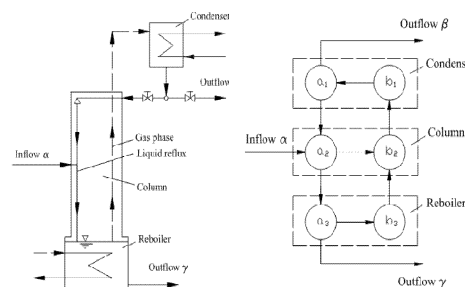 Condenser
Outflow
Gas phase
Liquid reflux
Inflow α
Column
Reboiler
Outflow γ
Outflow β
Condens
a1
b1
Column
Inflow α
a2
b2
Reboiler
a3
b3
Outflow γ